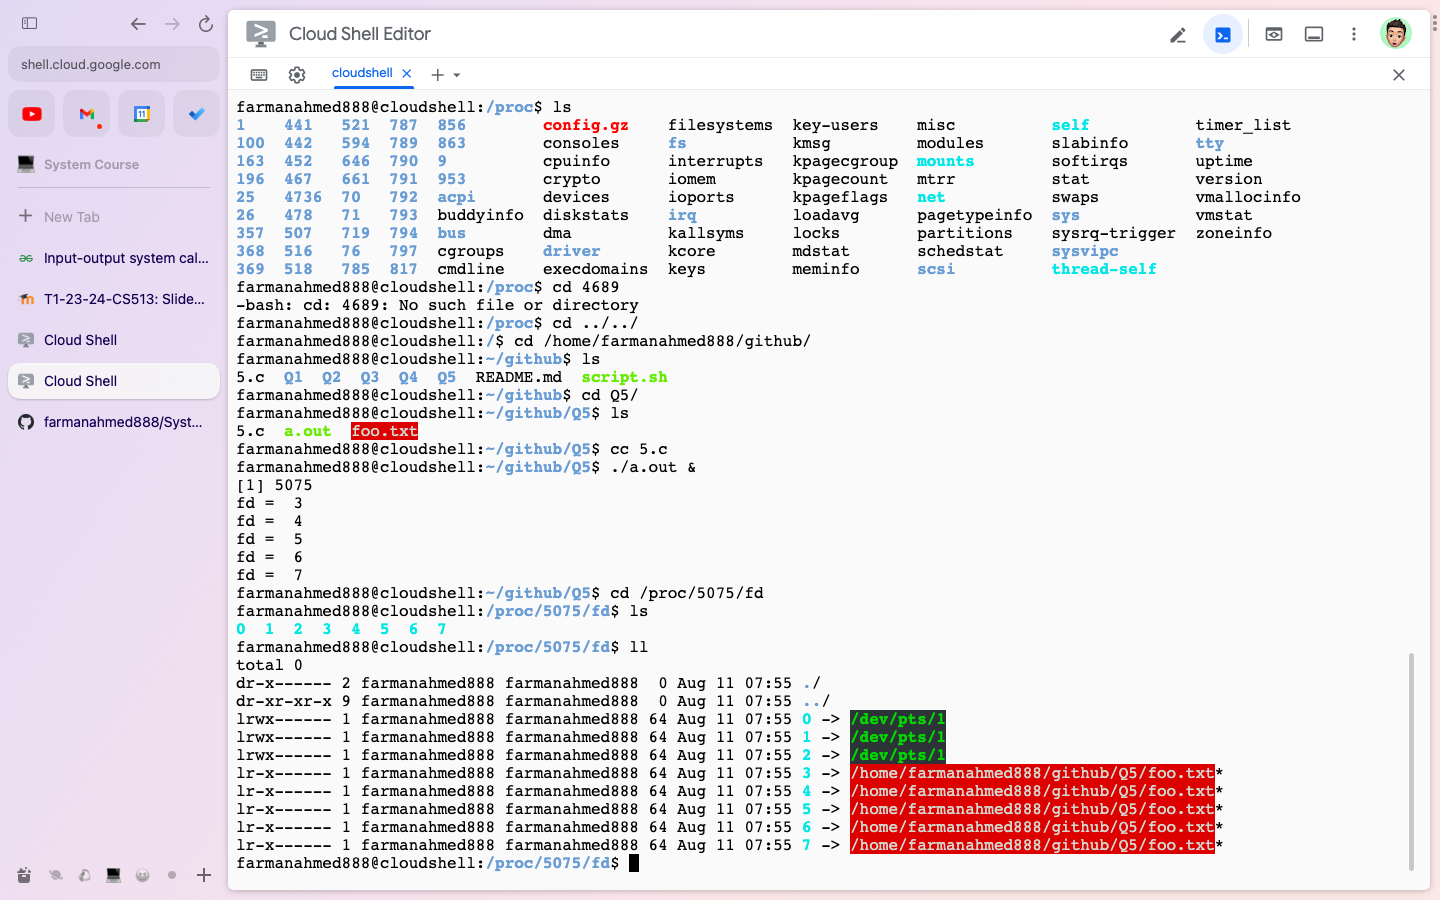 shell.cloud.google.com
11
System Course
New Tab
Input-output system cal...
T1-23-24-CS513: Slide...
Cloud Shell
Cloud Shell
farmanahmed888/Syst...
Cloud Shell Editor
cloudshell
farmanahmed888@cloudshell:/proc$ ls
1 441 521 787 856 config.gz filesystems key-users misc self timer_list
100 442 594 789 863 consoles fs kmsg modules slabinfo tty
163 452 646 790 9 cpuinfo interrupts kpagecgroup mounts softirqs uptime
196 467 661 791 953 crypto iomem kpagecount mtrr stat version
25 4736 70 792 acpi devices ioports kpageflags net swaps vmallocinfo
26 478 71 793 buddyinfo diskstats irq loadavg pagetypeinfo sys vmstat
357 507 719 794 bus dma kallsyms locks partitions sysrq-trigger zoneinfo
368 516 76 797 cgroups driver kcore mdstat schedstat sysvipc
369 518 785 817 cmdline execdomains keys meminfo scsi thread-self
farmanahmed888@cloudshell:/proc$ cd 4689
-bash: cd: 4689: No such file or directory
farmanahmed888@cloudshell:/proc$ cd ../../
farmanahmed888@cloudshell:/$ cd /home/farmanahmed888/github/
farmanahmed888@cloudshell:~/github$ ls
5.c Q1 Q2 Q3 Q4 Q5 README.md script.sh
farmanahmed888@cloudshell:~/github$ cd Q5/
farmanahmed888@cloudshell:~/github/Q5$ ls
5.c a.out foo.txt
farmanahmed888@cloudshell:~/github/Q5$ cc 5.c
farmanahmed888@cloudshell:~/github/Q5$ ./a.out &
[1] 5075
fd = 3
fd = 4
fd = 5
fd = 6
fd = 7
farmanahmed888@cloudshell:~/github/Q5$ cd /proc/5075/fd
farmanahmed888@cloudshell:/proc/5075/fd$ ls
0 1 2 3 4 5 6 7
farmanahmed888@cloudshell:/proc/5075/fd$ ll
total 0
dr-x------ 2 farmanahmed888 farmanahmed888 0 Aug 11 07:55 ./
dr-xr-xr-x 9 farmanahmed888 farmanahmed888 0 Aug 11 07:55 ../
lrwx------ 1 farmanahmed888 farmanahmed888 64 Aug 11 07:55 0 -> /dev/pts/1
lrwx------ 1 farmanahmed888 farmanahmed888 64 Aug 11 07:55 1 -> /dev/pts/1
lrwx------ 1 farmanahmed888 farmanahmed888 64 Aug 11 07:55 2 -> /dev/pts/1
lr-x------ 1 farmanahmed888 farmanahmed888 64 Aug 11 07:55 3 -> /home/farmanahmed888/github/Q5/foo.txt*
lr-x------ 1 farmanahmed888 farmanahmed888 64 Aug 11 07:55 4 -> /home/farmanahmed888/github/Q5/foo.txt*
lr-x------ 1 farmanahmed888 farmanahmed888 64 Aug 11 07:55 5 -> /home/farmanahmed888/github/Q5/foo.txt*
lr-x------ 1 farmanahmed888 farmanahmed888 64 Aug 11 07:55 6 -> /home/farmanahmed888/github/Q5/foo.txt*
lr-x------ 1 farmanahmed888 farmanahmed888 64 Aug 11 07:55 7 -> /home/farmanahmed888/github/Q5/foo.txt*
farmanahmed888@cloudshell:/proc/5075/fd$